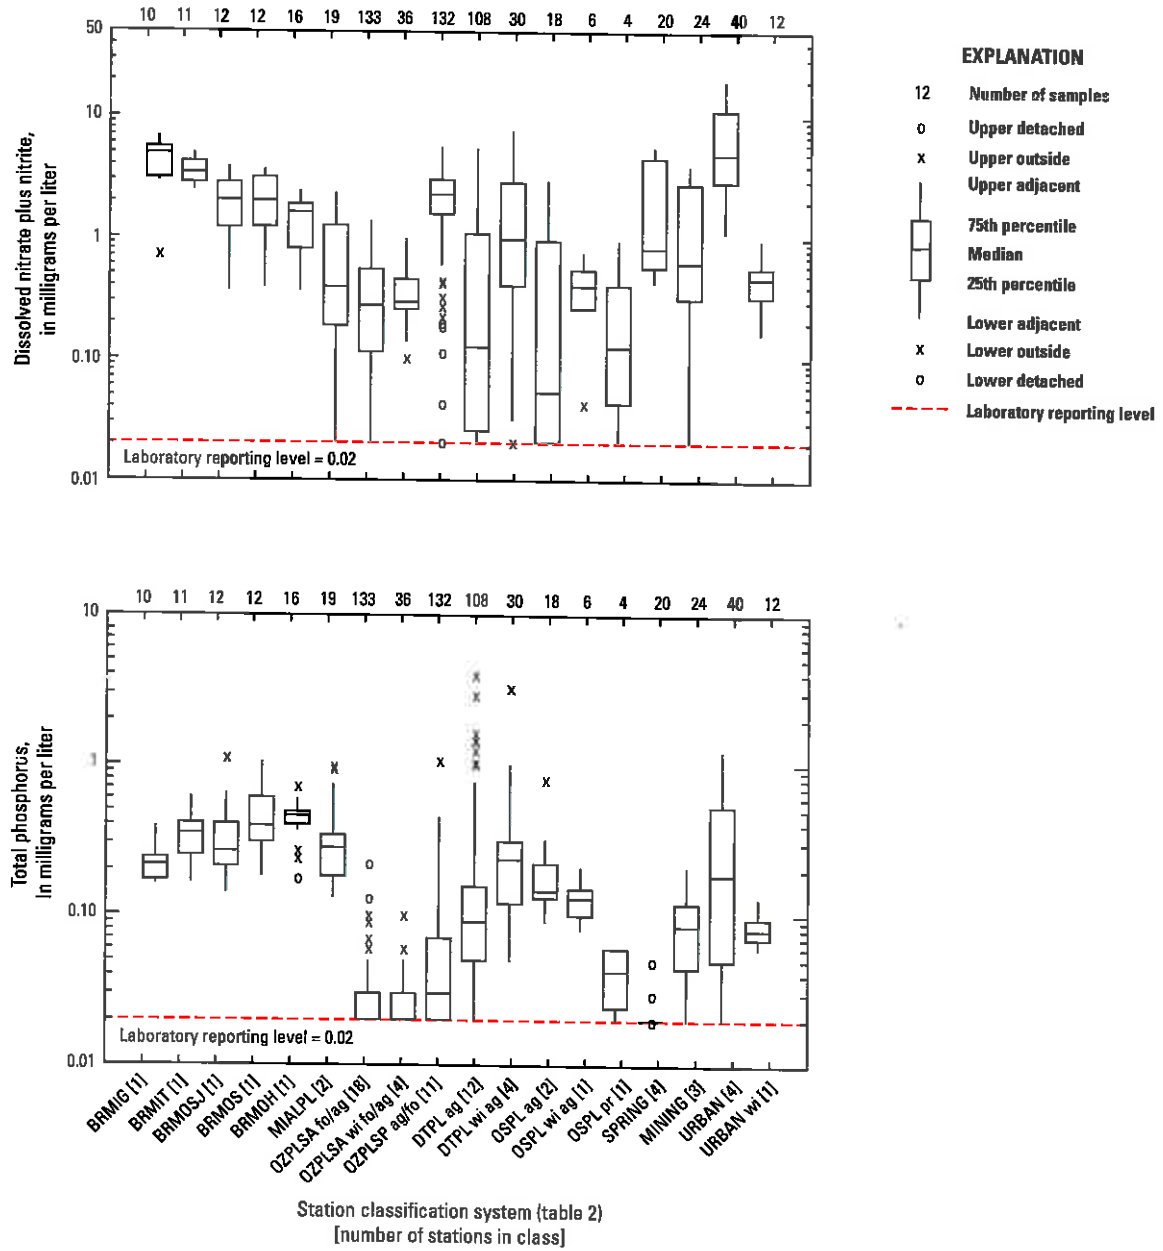 10 11 12 12 16 19 133 36 132 108 30 18 6 4 20 24 40 12
50
10
1
0.10
0.01
Dissolved nitrate plus nitrite,
in milligrams per liter
Laboratory reporting level = 0.02
EXPLANATION
12 Number of samples
o Upper detached
x Upper outside
Upper adjacent
75th percentile
Median
25th percentile
Lower adjacent
x Lower outside
o Lower detached
Laboratory reporting level
10 11 12 12 16 19 133 36 132 108 30 18 6 4 20 24 40 12
10
1
0.10
0.01
Total phosphorus,
In milligrams per liter
Laboratory reporting level = 0.02
BRMIG [1]
BRMIT [1]
BRMOSJ [1]
BRMOS [1]
BRMOH [1]
MIALPL [2]
OZPLSA fo/ag [18]
OZPLSA wi fo/ag [4]
OZPLSP ag/fo [11]
DTPL ag [12]
DTPL wi ag [4]
OSPL ag [2]
OSPL wi ag [1]
OSPL pr [1]
SPRING [4]
MINING [3]
URBAN [4]
URBAN wi [1]
Station classification system (table 2)
[number of stations in class]